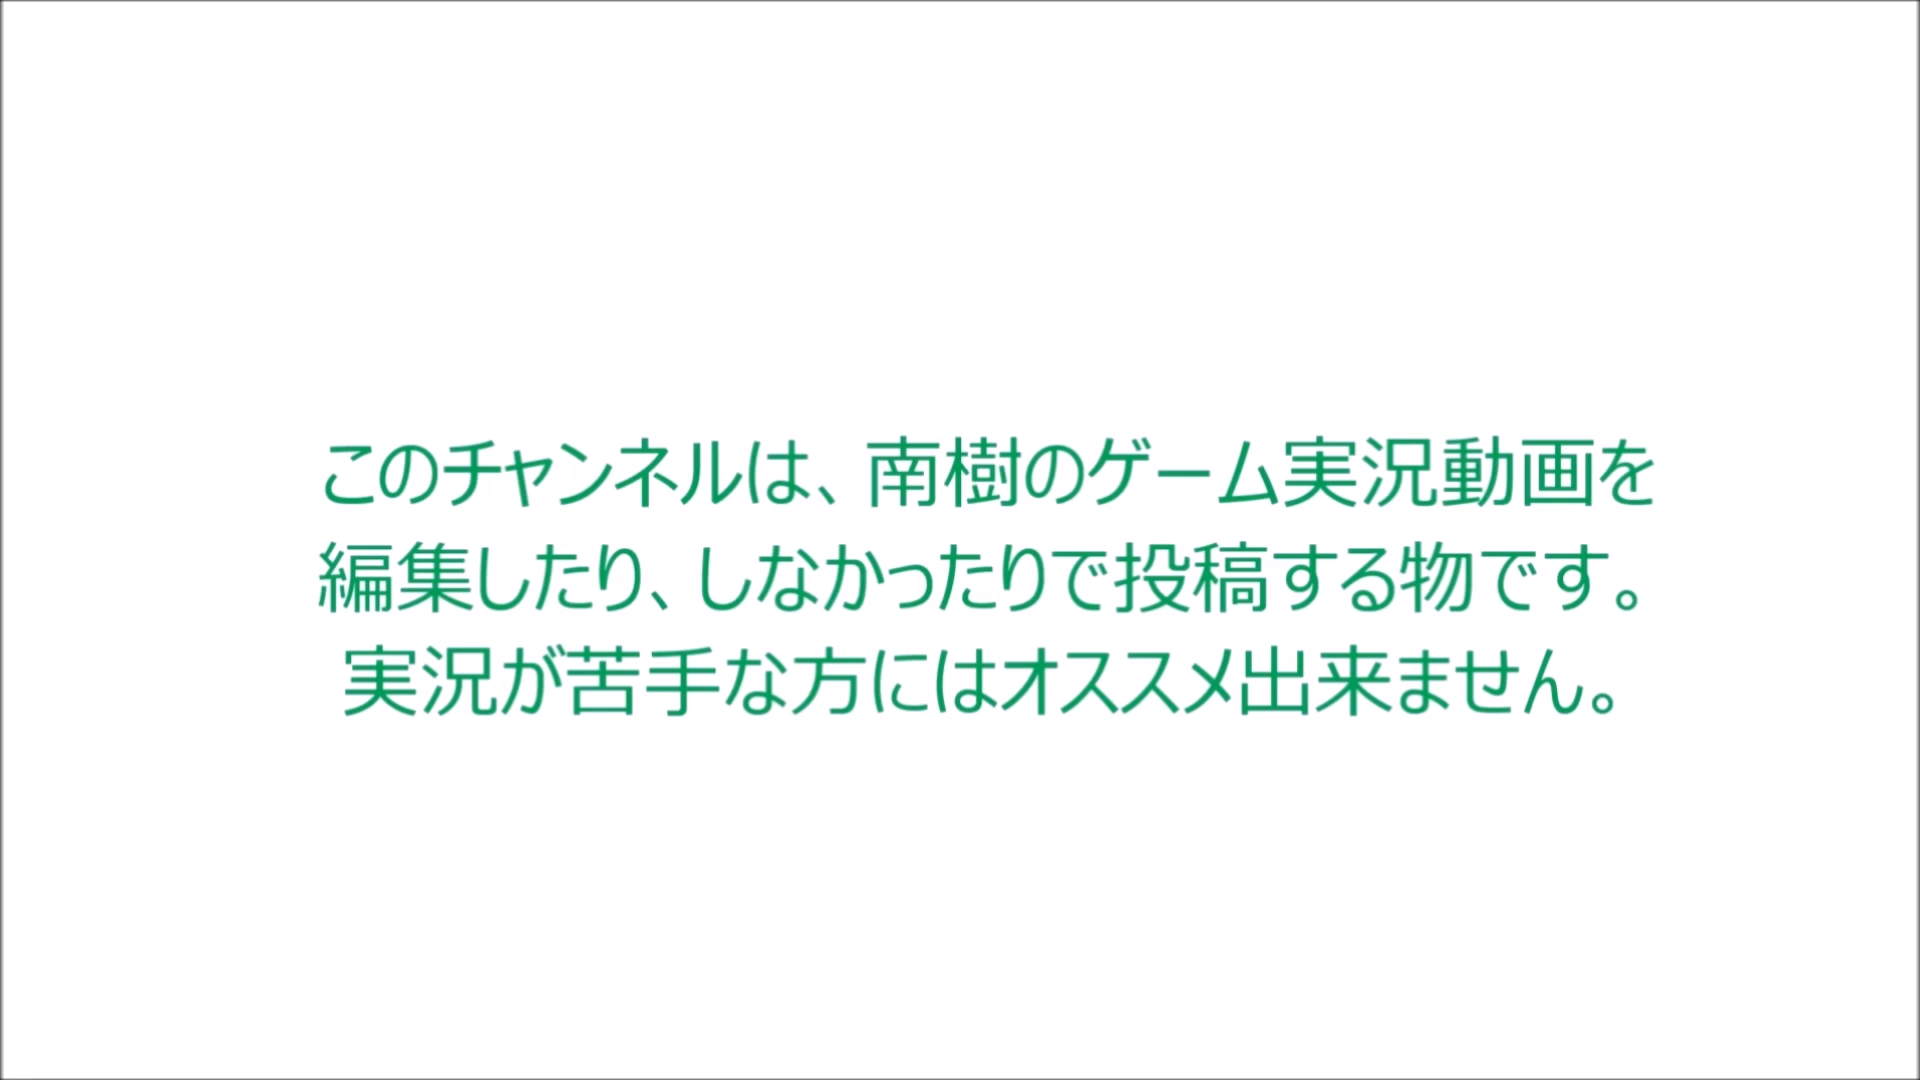 このチャンネルは、南樹のゲーム実況動画を
編集したり、しなかったりで投稿する物です。
実況が苦手な方にはオススメ出来ません。